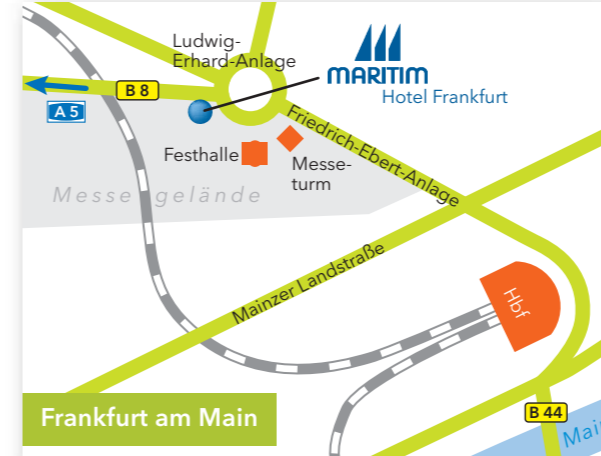 Ludwig-
Erhard-Anlage
MARITIM
Hotel Frankfurt
B 8
A 5
Friedrich-Ebert-Anlage
Festhalle
Messe-
turm
Messegelände
Mainzer Landstraße
Hbf
Frankfurt am Main
B 44
Main